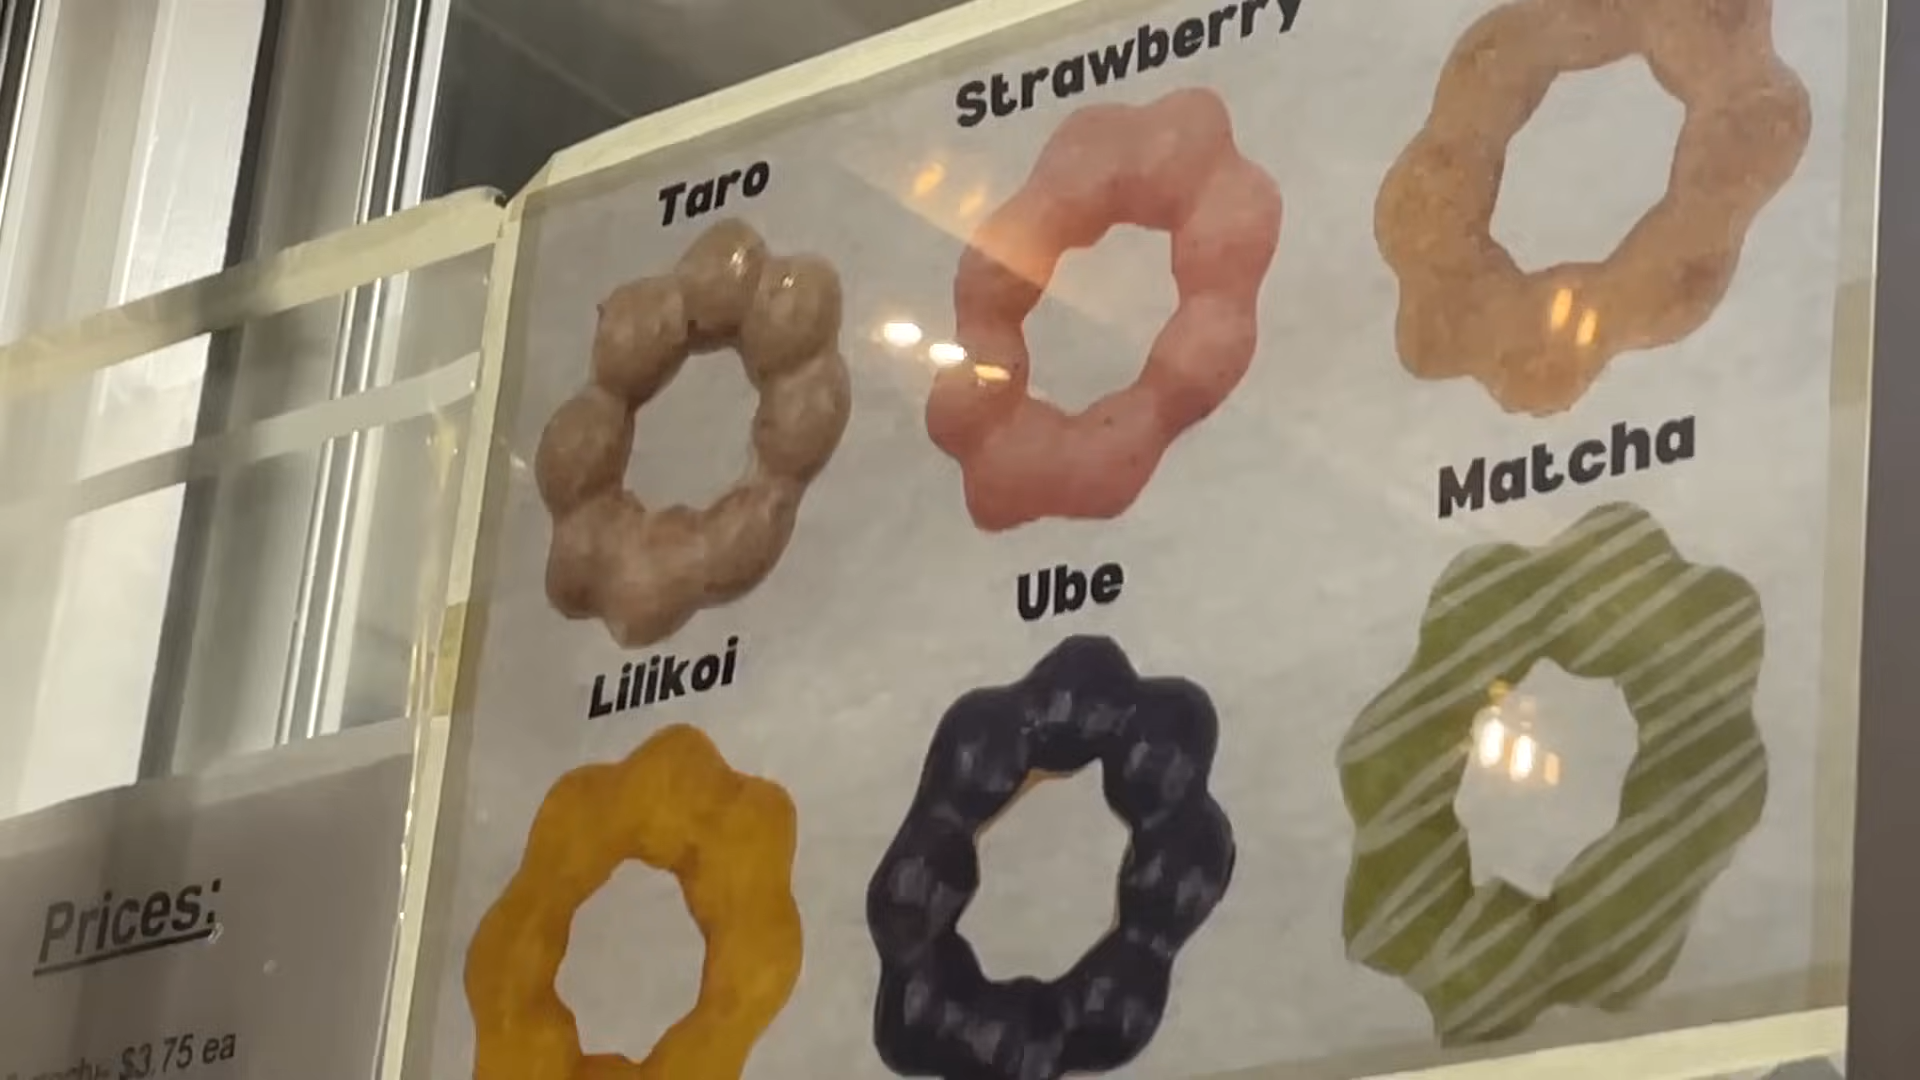 Strawberry
Taro
Matcha
Ube
Lilikoi
Prices:
$3.75 ea